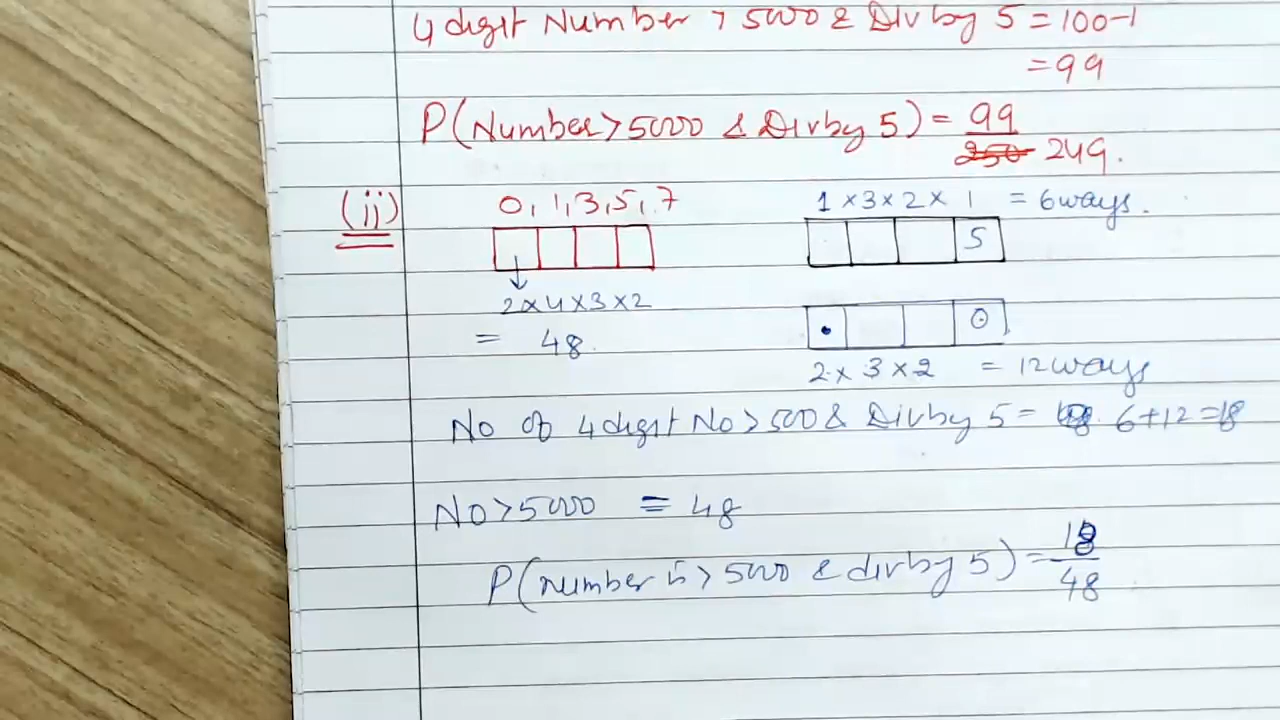 4 digit Number > 5000 & Div by 5 = 100-1
= 99
P(Number > 5000 & Div by 5) = 99/249.
(ii) 0, 1, 3, 5, 7
1 × 3 × 2 × 1 = 6 ways.
5
2 × 4 × 3 × 2
= 48
0
2 × 3 × 2 = 12 ways
No of 4 digit No > 500 & Div by 5 = 6 + 12 = 18
No > 5000 = 48
P(number is > 5000 & div by 5) = 18/48